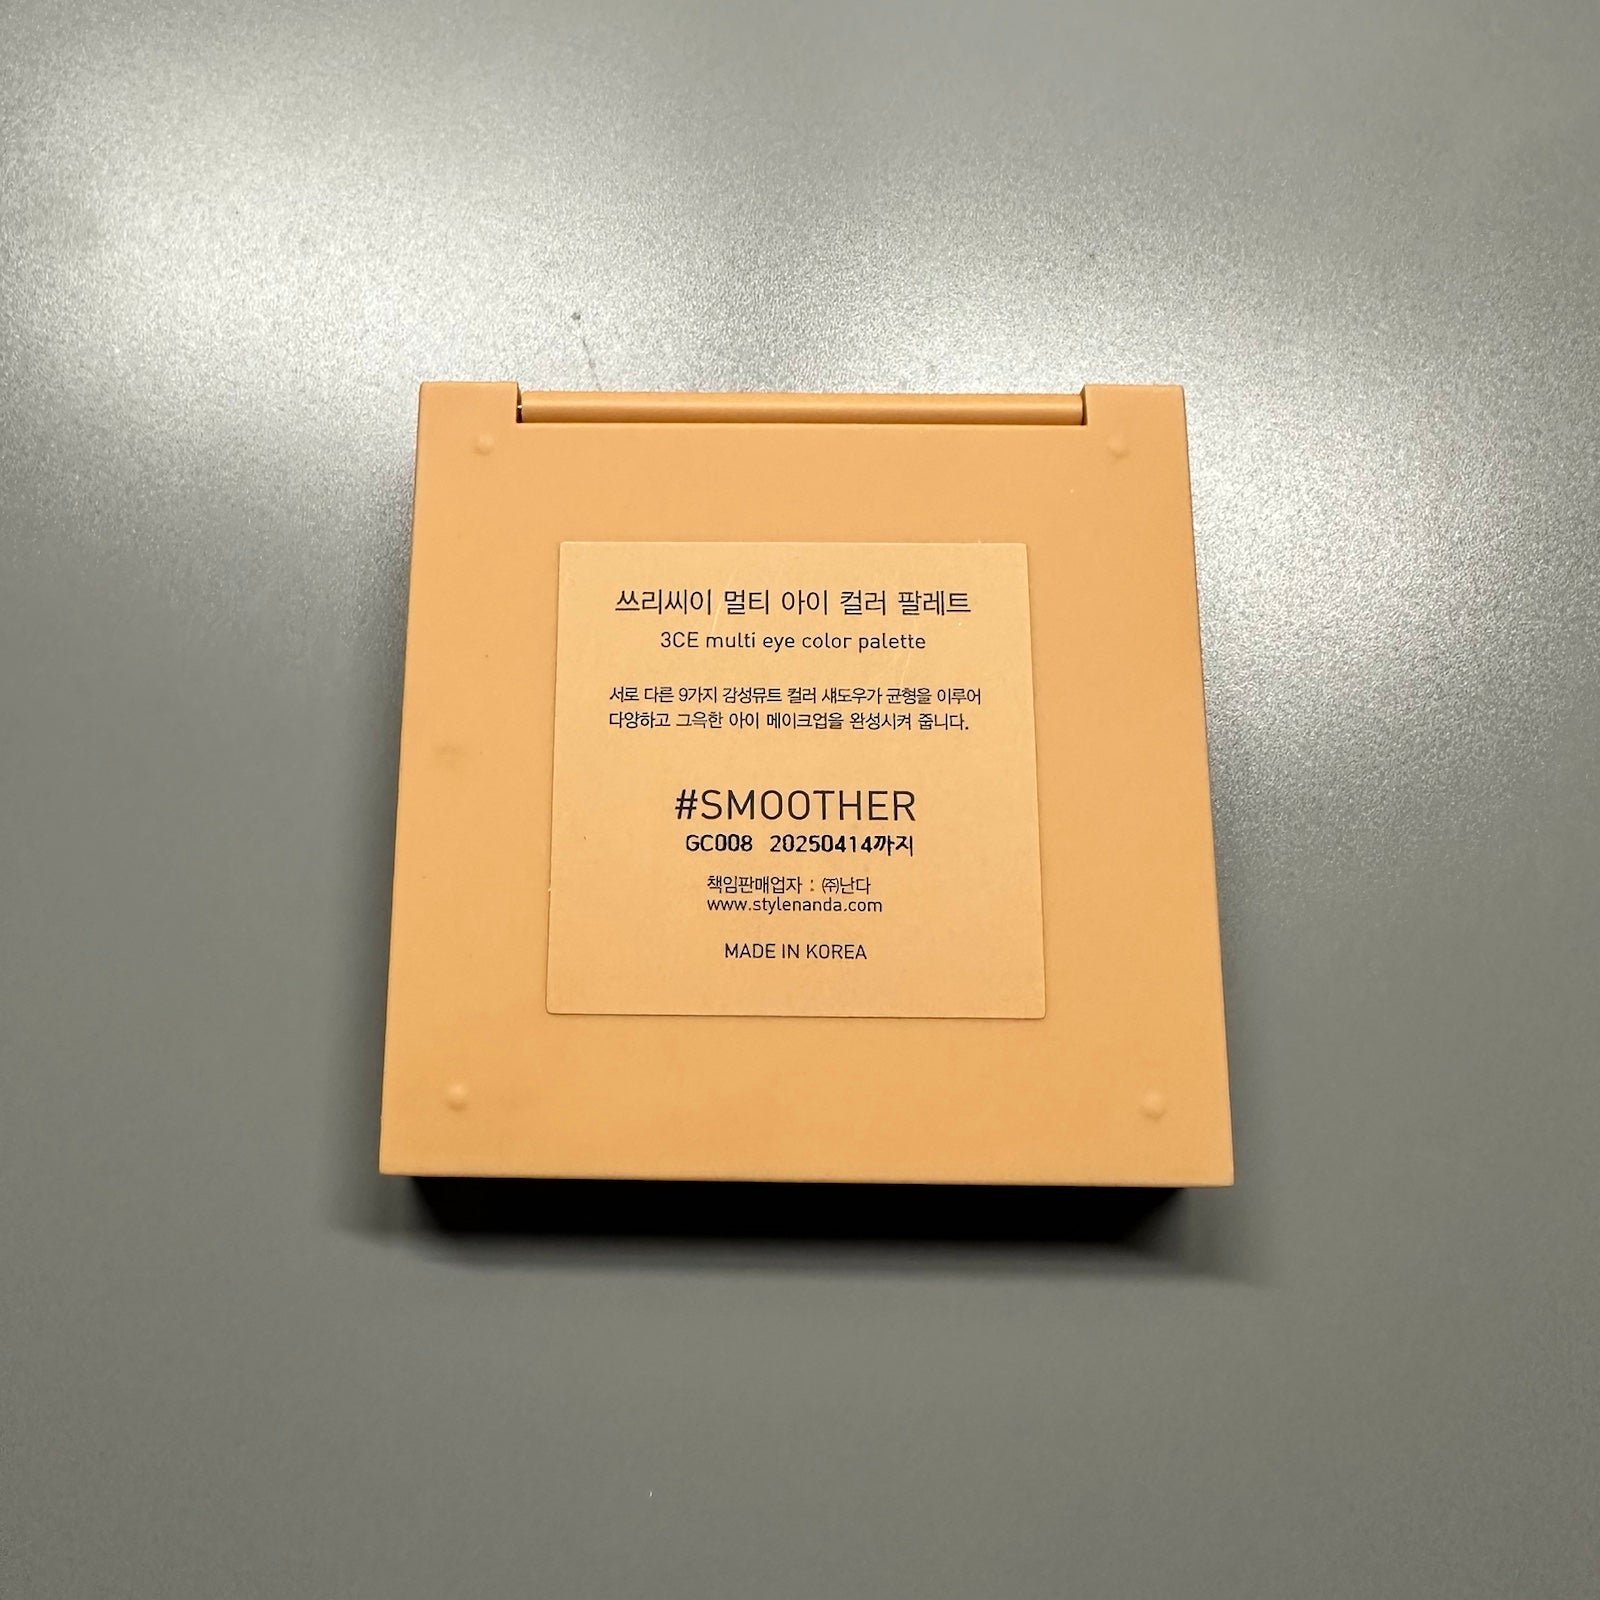 쓰리씨이 멀티 아이 컬러 팔레트
3CE multi eye color palette
서로 다른 9가지 감성뮤트 컬러 섀도우가 균형을 이루어
다양하고 그윽한 아이 메이크업을 완성시켜 줍니다.
#SMOOTHER
GC008 20250414까지
책임판매업자 : ㈜난다
www.stylenanda.com
MADE IN KOREA